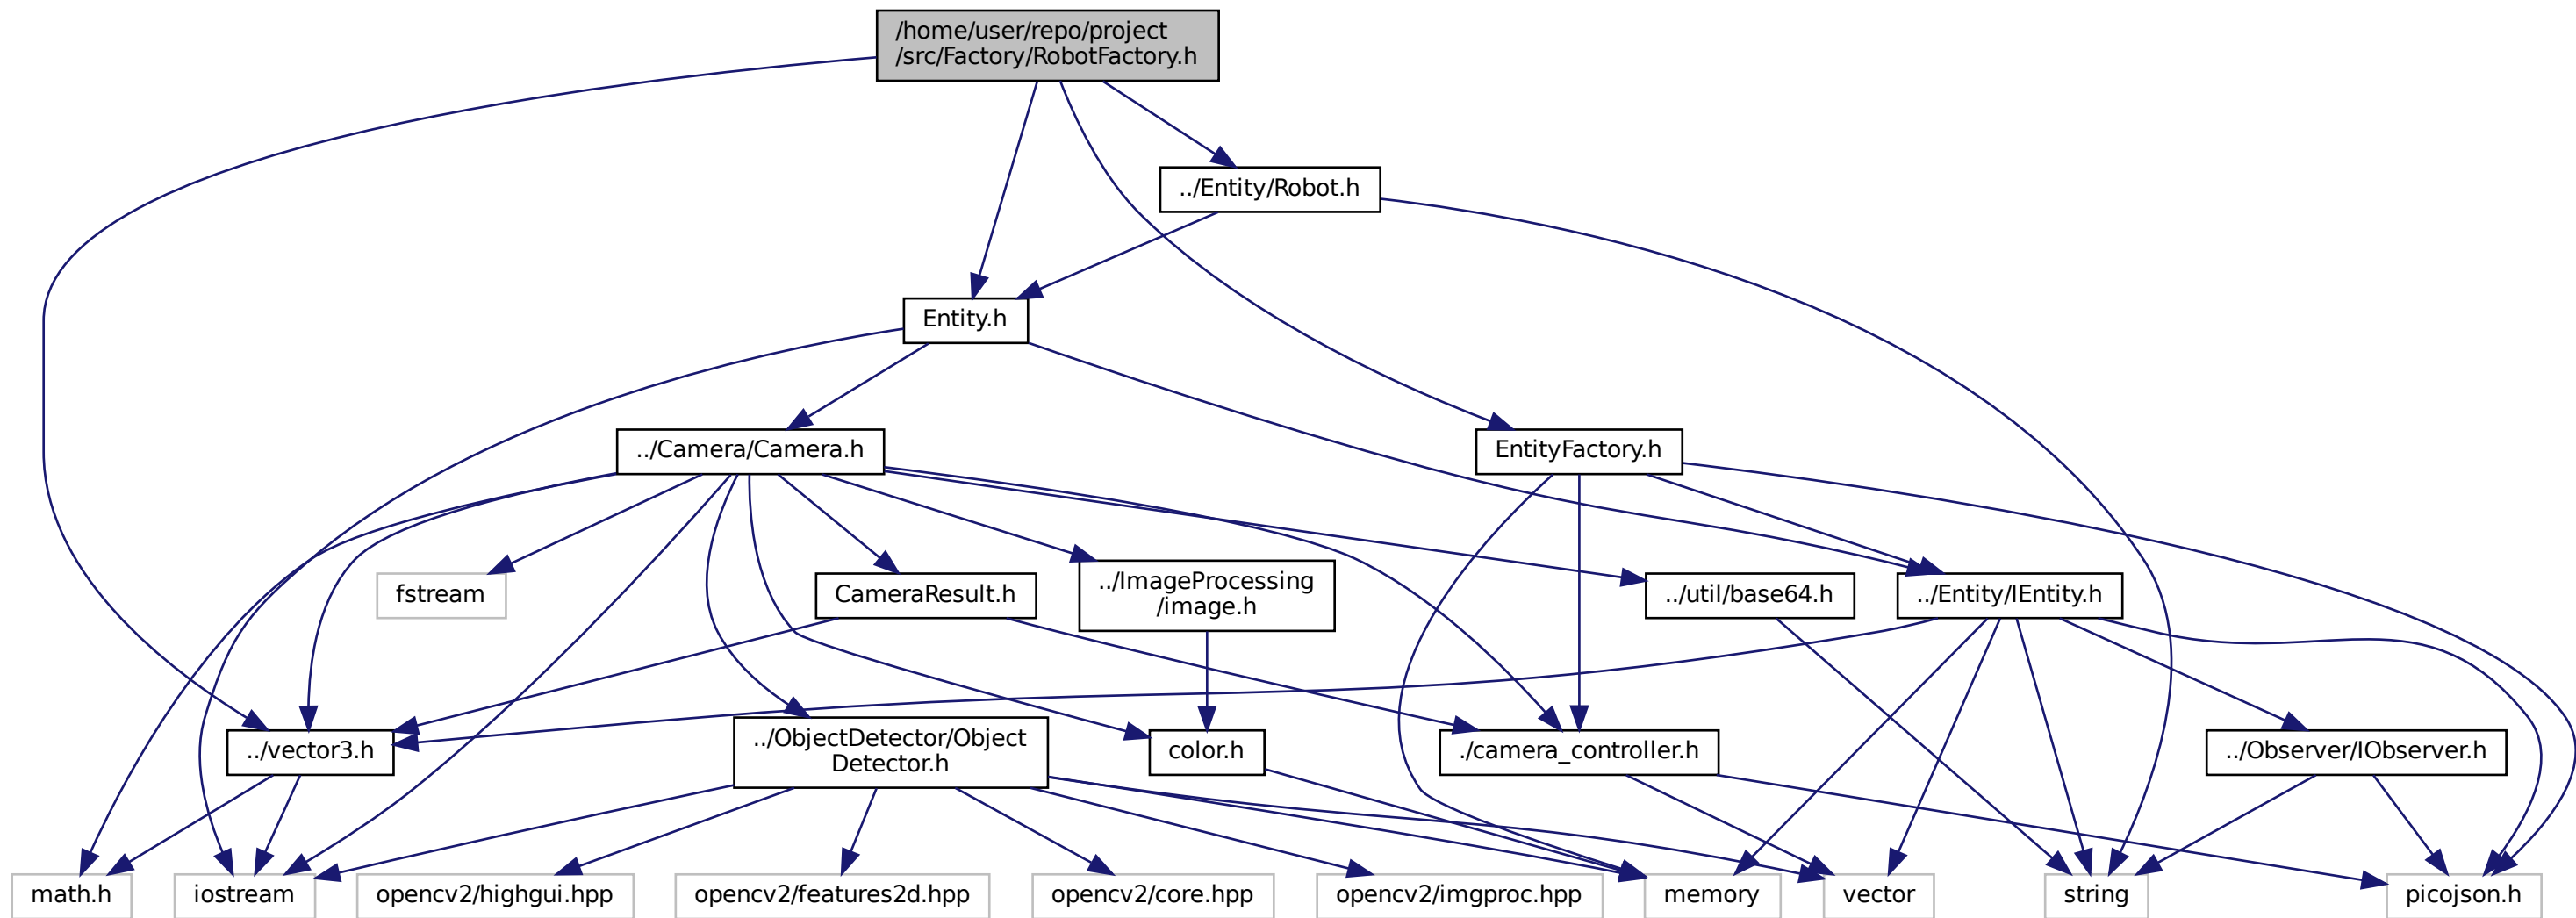 /home/user/repo/project
/src/Factory/RobotFactory.h
../Entity/Robot.h
Entity.h
../Camera/Camera.h
EntityFactory.h
fstream
CameraResult.h
../ImageProcessing
/image.h
../util/base64.h
../Entity/IEntity.h
../vector3.h
../ObjectDetector/Object
Detector.h
color.h
./camera_controller.h
../Observer/IObserver.h
math.h
iostream
opencv2/highgui.hpp
opencv2/features2d.hpp
opencv2/core.hpp
opencv2/imgproc.hpp
memory
vector
string
picojson.h